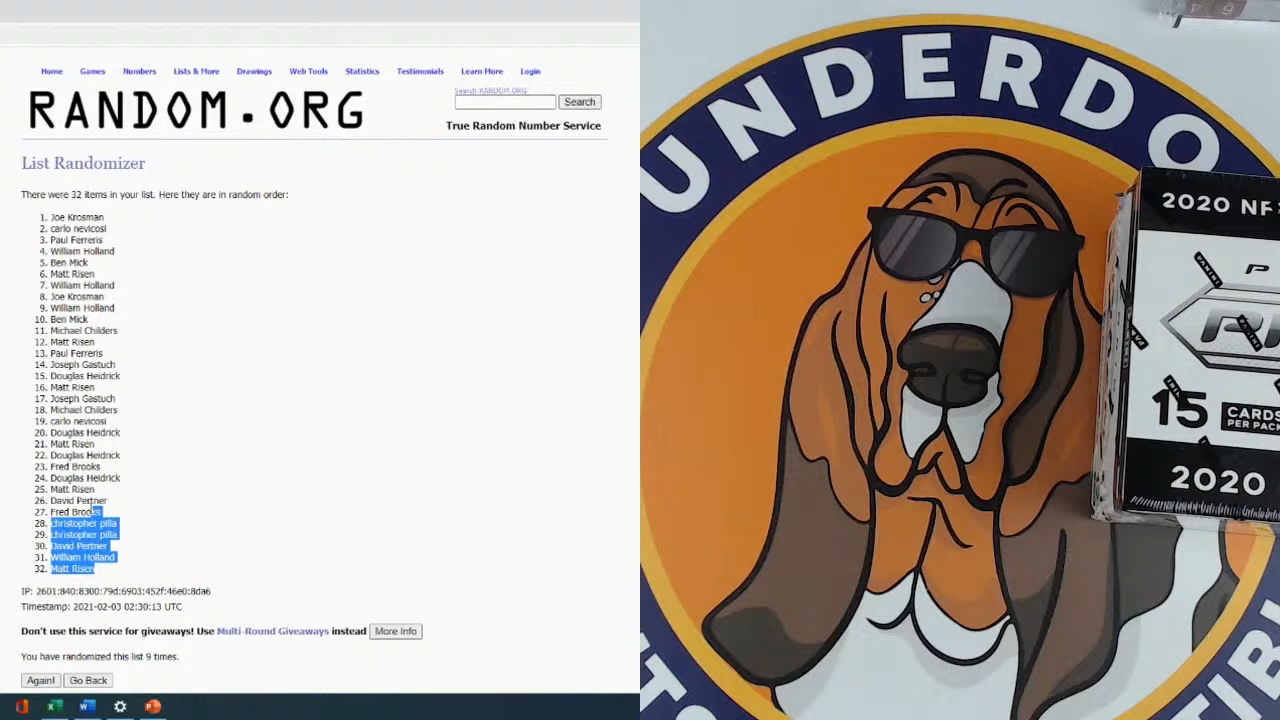 Home Games Numbers Lists & More Drawings Web Tools Statistics Testimonials Learn More Login
Search RANDOM.ORG
Search
RANDOM.ORG
True Random Number Service
List Randomizer
There were 32 items in your list. Here they are in random order:
1. Joe Krosman
2. carlo nevicosi
3. Paul Ferreris
4. William Holland
5. Ben Mick
6. Matt Risen
7. William Holland
8. Joe Krosman
9. William Holland
10. Ben Mick
11. Michael Childers
12. Matt Risen
13. Paul Ferreris
14. Joseph Gastuch
15. Douglas Heidrick
16. Matt Risen
17. Joseph Gastuch
18. Michael Childers
19. carlo nevicosi
20. Douglas Heidrick
21. Matt Risen
22. Douglas Heidrick
23. Fred Brooks
24. Douglas Heidrick
25. Matt Risen
26. David Pertner
27. Fred Brooks
28. christopher pilla
29. christopher pilla
30. David Pertner
31. William Holland
32. Matt Risen
IP: 2601:840:8300:79d:6903:452f:46e0:8da6
Timestamp: 2021-02-03 02:30:13 UTC
Don't use this service for giveaways! Use Multi-Round Giveaways instead More Info
You have randomized this list 9 times.
Again! Go Back
UNDERDO
2020 NF
15 CARDS
PER PACK
2020